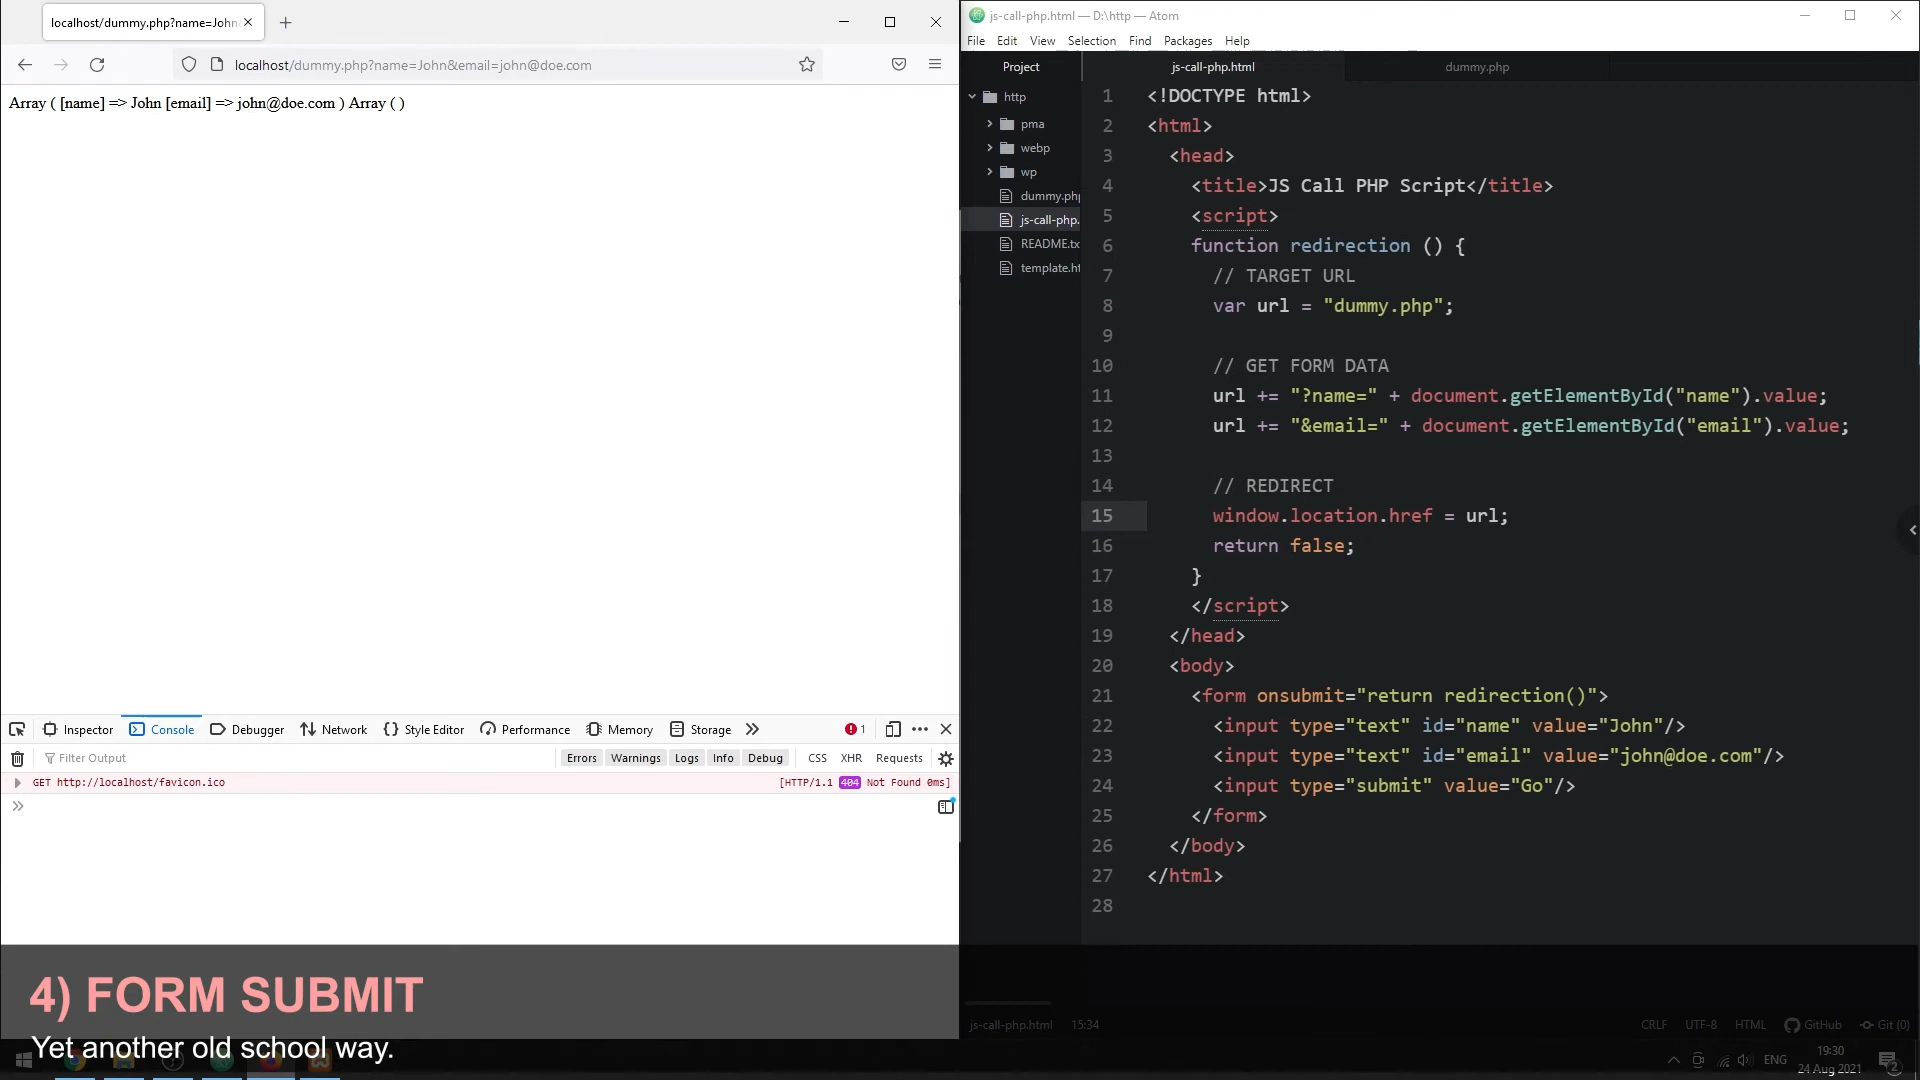 localhost/dummy.php?name=John
localhost/dummy.php?name=John&email=john@doe.com
Array ( [name] => John [email] => john@doe.com ) Array ( )
Inspector Console Debugger Network Style Editor Performance Memory Storage 1
Filter Output Errors Warnings Logs Info Debug CSS XHR Requests
GET http://localhost/favicon.ico [HTTP/1.1 404 Not Found 0ms]
4) FORM SUBMIT
Yet another old school way.
js-call-php.html — D:\http — Atom
File Edit View Selection Find Packages Help
Project js-call-php.html dummy.php
http
pma
webp
wp
dummy.php
js-call-php.
README.tx
template.ht
1 <!DOCTYPE html>
2 <html>
3 <head>
4 <title>JS Call PHP Script</title>
5 <script>
6 function redirection () {
7 // TARGET URL
8 var url = "dummy.php";
9
10 // GET FORM DATA
11 url += "?name=" + document.getElementById("name").value;
12 url += "&email=" + document.getElementById("email").value;
13
14 // REDIRECT
15 window.location.href = url;
16 return false;
17 }
18 </script>
19 </head>
20 <body>
21 <form onsubmit="return redirection()">
22 <input type="text" id="name" value="John"/>
23 <input type="text" id="email" value="john@doe.com"/>
24 <input type="submit" value="Go"/>
25 </form>
26 </body>
27 </html>
28
js-call-php.html 15:34 CRLF UTF-8 HTML GitHub Git (0)
ENG 19:30
24 Aug 2021 2